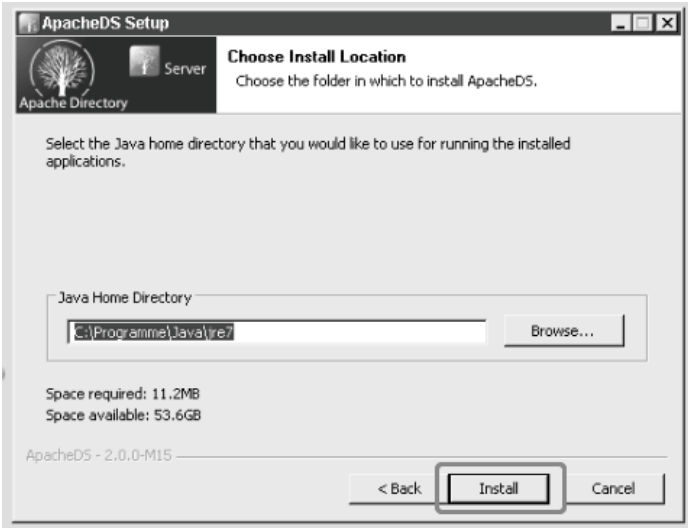 ApacheDS Setup
Server
Apache Directory
Choose Install Location
Choose the folder in which to install ApacheDS.
Select the Java home directory that you would like to use for running the installed
applications.
Java Home Directory
C:\Programme\Java\jre7
Browse...
Space required: 11.2MB
Space available: 53.6GB
ApacheDS - 2.0.0-M15
< Back
Install
Cancel